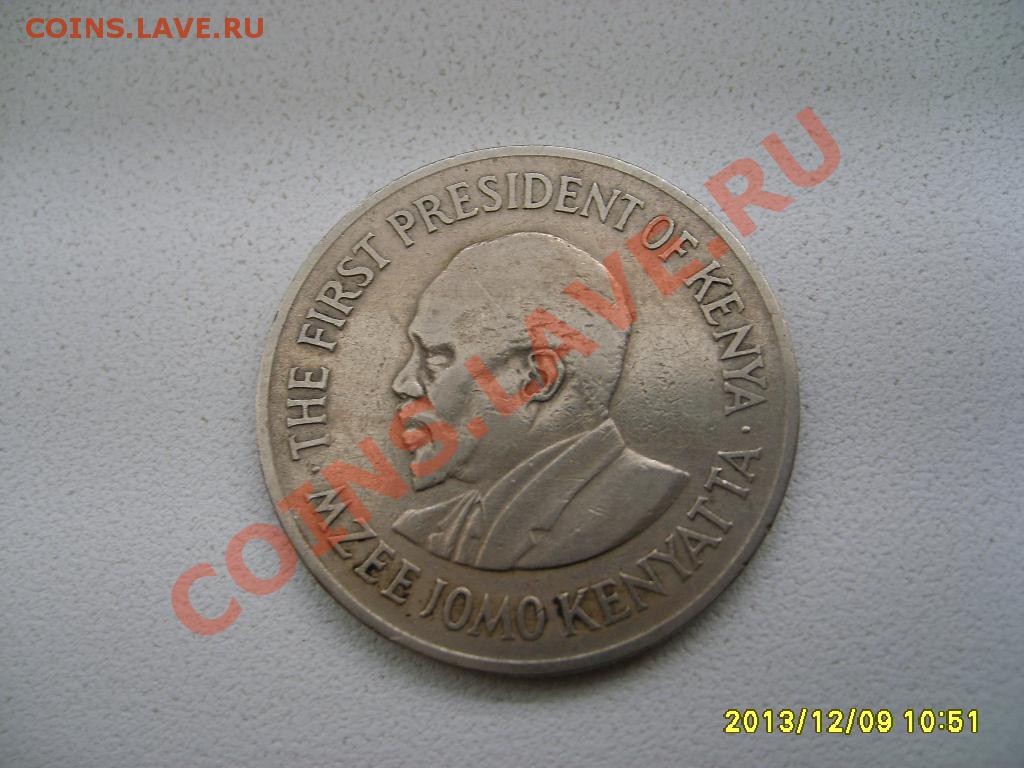 COINS.LAVE.RU
· THE FIRST PRESIDENT OF KENYA ·
MZEE JOMO KENYATTA
COINS.LAVE.RU
2013/12/09 10:51